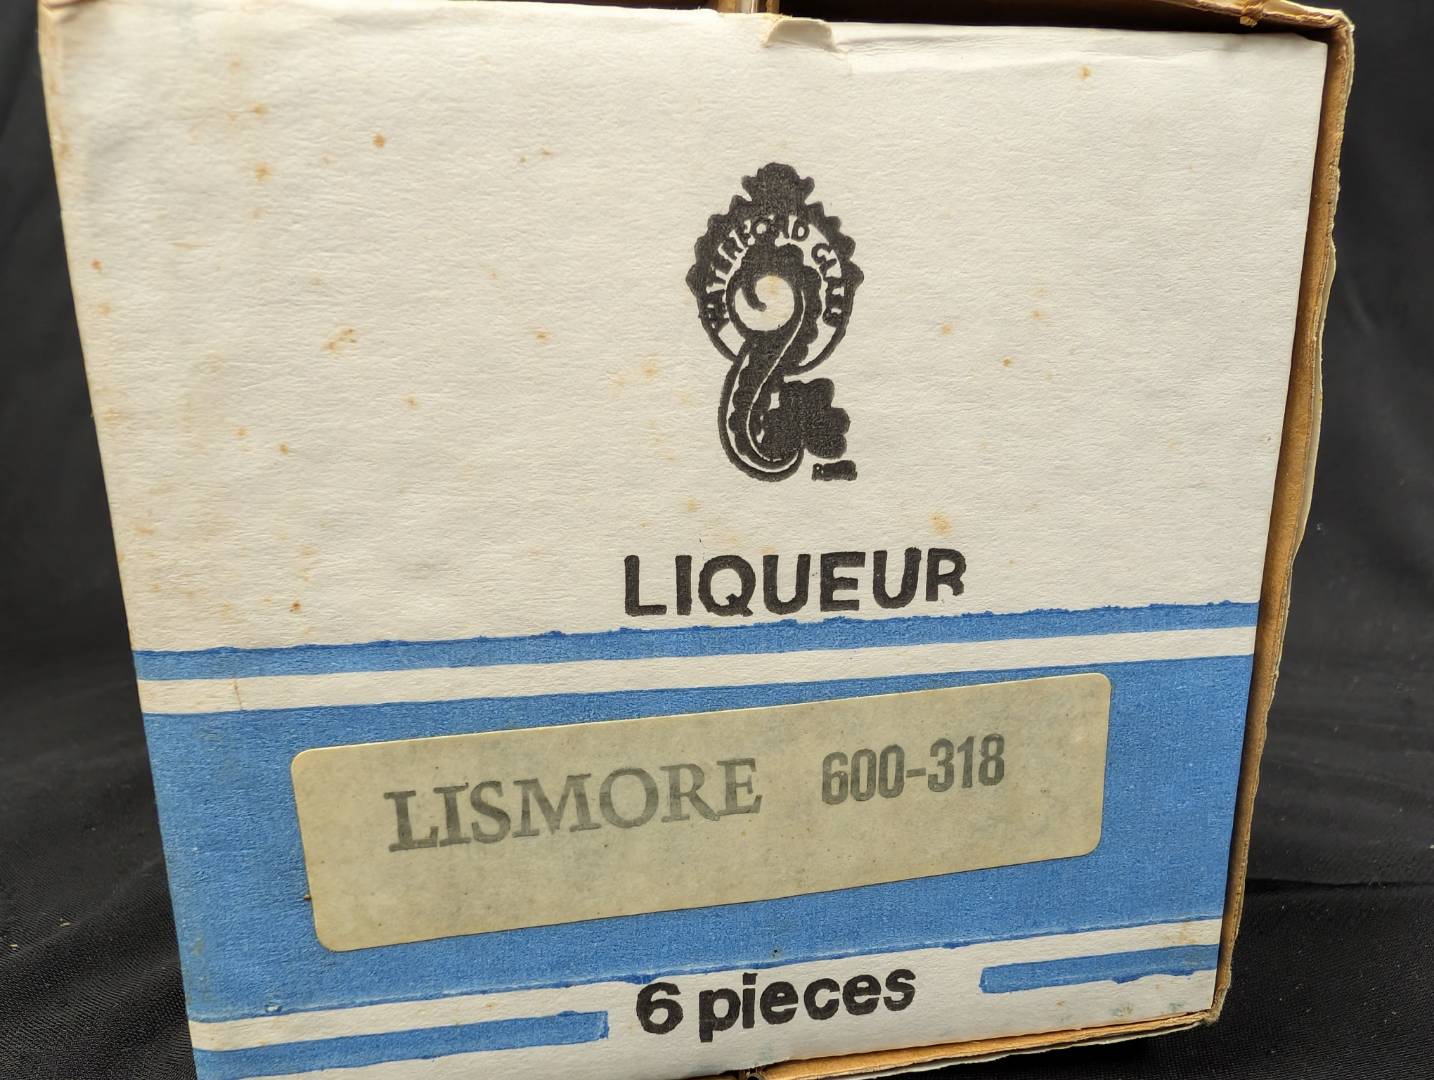 WATERFORD GLASS
LIQUEUR
LISMORE 600-318
6 pieces